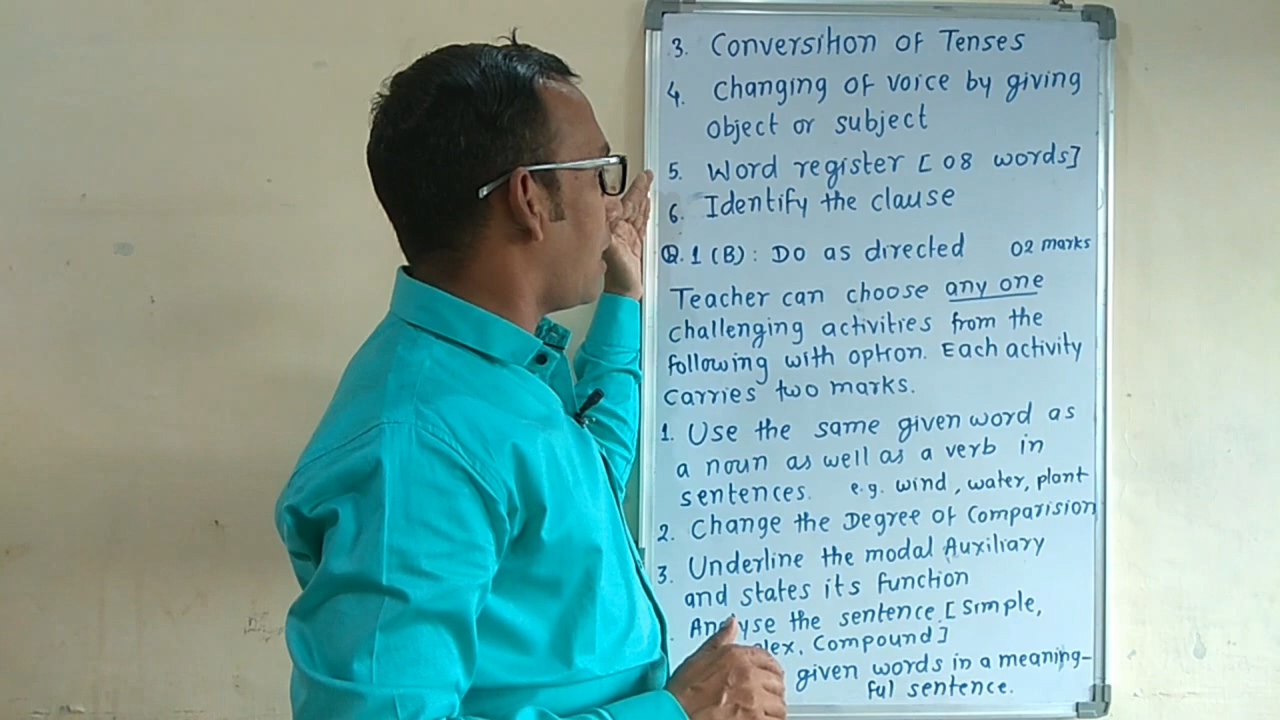 3. Conversition of Tenses
4. Changing of voice by giving
object or subject
5. Word register [ 08 words]
6. Identify the clause
Q.1 (B) : Do as directed 02 marks
Teacher can choose any one
challenging activities from the
following with option. Each activity
carries two marks.
1. Use the same given word as
a noun as well as a verb in
sentences. e.g. wind, water, plant
2. Change the Degree of Comparision
3. Underline the modal Auxiliary
and states its function
Analyse the sentence [Simple,
Compound]
given words in a meaning-
ful sentence.